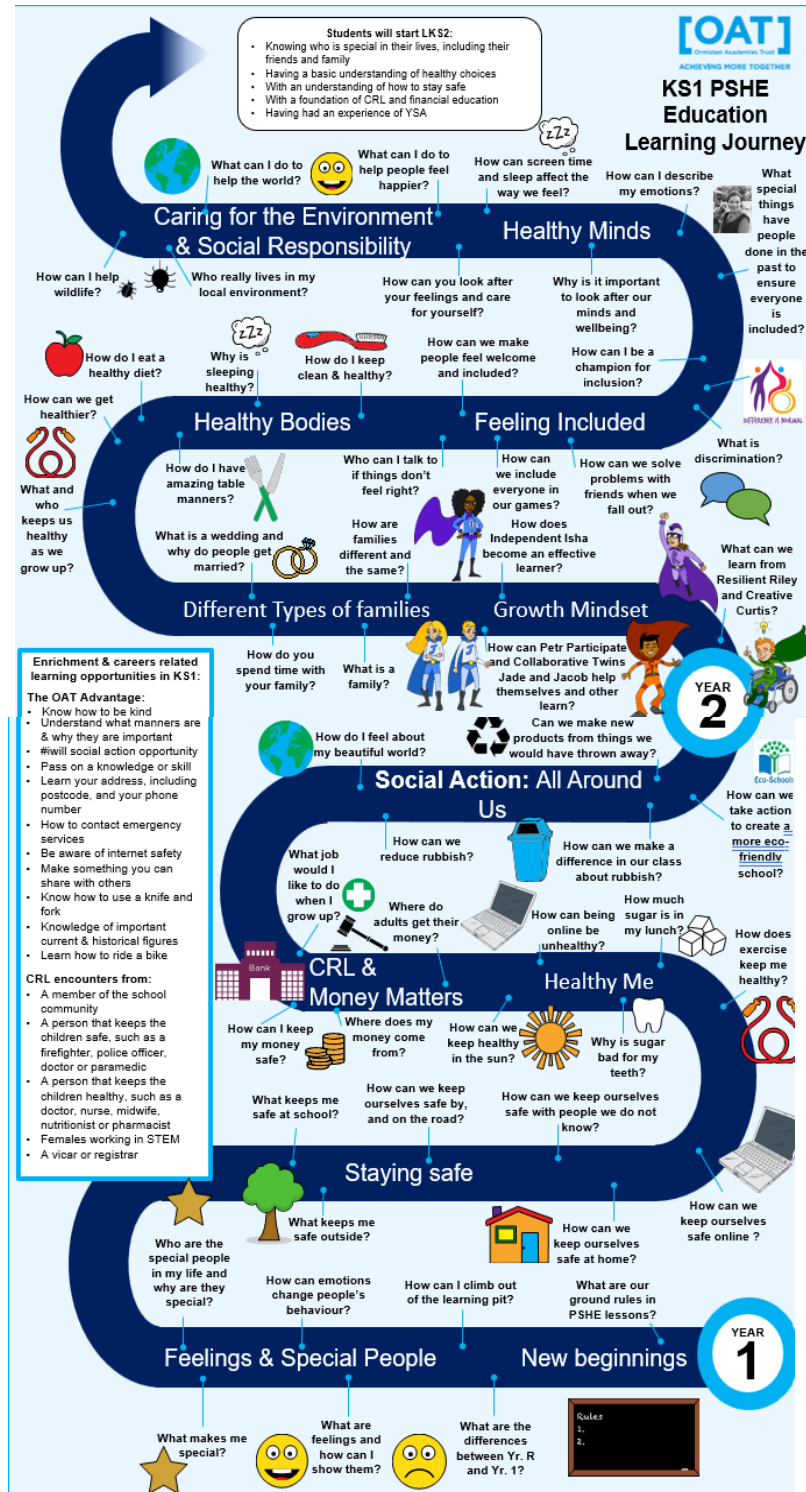 Students will start LKS2:
• Knowing who is special in their lives, including their
friends and family
• Having a basic understanding of healthy choices
• With an understanding of how to stay safe
• With a foundation of CRL and financial education
• Having had an experience of YSA
[OAT]
Ormiston Academies Trust
ACHIEVING MORE TOGETHER
KS1 PSHE
Education
Learning Journey
zZz
What can I do to
help the world?
What can I do to
help people feel
happier?
How can screen time
and sleep affect the
way we feel?
How can I describe
my emotions?
What
special
things
have
people
done in the
past to
ensure
everyone
is
included?
Caring for the Environment
& Social Responsibility
Healthy Minds
How can I help
wildlife?
Who really lives in my
local environment?
How can you look after
your feelings and care
for yourself?
Why is it important
to look after our
minds and
wellbeing?
How can I be a
champion for
inclusion?
DIFFERENCE IS NORMAL
How do I eat a
healthy diet?
zZz
Why is
sleeping
healthy?
How do I keep
clean & healthy?
How can we make
people feel welcome
and included?
How can we get
healthier?
Healthy Bodies
Feeling Included
What is
discrimination?
What and
who
keeps us
healthy
as we
grow up?
How do I have
amazing table
manners?
Who can I talk to
if things don't
feel right?
How can
we include
everyone in
our games?
How can we solve
problems with
friends when we
fall out?
What is a wedding and
why do people get
married?
How are
families
different and
the same?
How does
Independent Isha
become an effective
learner?
What can we
learn from
Resilient Riley
and Creative
Curtis?
Different Types of families
Growth Mindset
How do you
spend time with
your family?
What is a
family?
J
J
How can Petr Participate
and Collaborative Twins
Jade and Jacob help
themselves and other
learn?
YEAR
2
Enrichment & careers related
learning opportunities in KS1:
The OAT Advantage:
• Know how to be kind
• Understand what manners are
& why they are important
• #iwill social action opportunity
• Pass on a knowledge or skill
• Learn your address, including
postcode, and your phone
number
• How to contact emergency
services
• Be aware of internet safety
• Make something you can
share with others
• Know how to use a knife and
fork
• Knowledge of important
current & historical figures
• Learn how to ride a bike
CRL encounters from:
• A member of the school
community
• A person that keeps the
children safe, such as a
firefighter, police officer,
doctor or paramedic
• A person that keeps the
children healthy, such as a
doctor, nurse, midwife,
nutritionist or pharmacist
• Females working in STEM
• A vicar or registrar
How do I feel about
my beautiful world?
Can we make new
products from things we
would have thrown away?
Eco-Schools
Social Action: All Around
Us
How can we
take action
to create a
more eco-
friendly
school?
How can we
reduce rubbish?
How can we make a
difference in our class
about rubbish?
What job
would I
like to do
when I
grow up?
Where do
adults get their
money?
How can being
online be
unhealthy?
How much
sugar is in
my lunch?
How does
exercise
keep me
healthy?
Bank
CRL &
Money Matters
Healthy Me
How can I keep
my money
safe?
Where does my
money come
from?
How can we
keep healthy
in the sun?
Why is sugar
bad for my
teeth?
What keeps me
safe at school?
How can we keep
ourselves safe by,
and on the road?
How can we keep ourselves
safe with people we do not
know?
Staying safe
What keeps me
safe outside?
How can we
keep ourselves
safe at home?
How can we
keep ourselves
safe online ?
Who are the
special people
in my life and
why are they
special?
How can emotions
change people's
behaviour?
How can I climb out
of the learning pit?
What are our
ground rules in
PSHE lessons?
Feelings & Special People
New beginnings
YEAR
1
What makes me
special?
What are
feelings and
how can I
show them?
What are the
differences
between Yr. R
and Yr. 1?
Rules
1.
2.